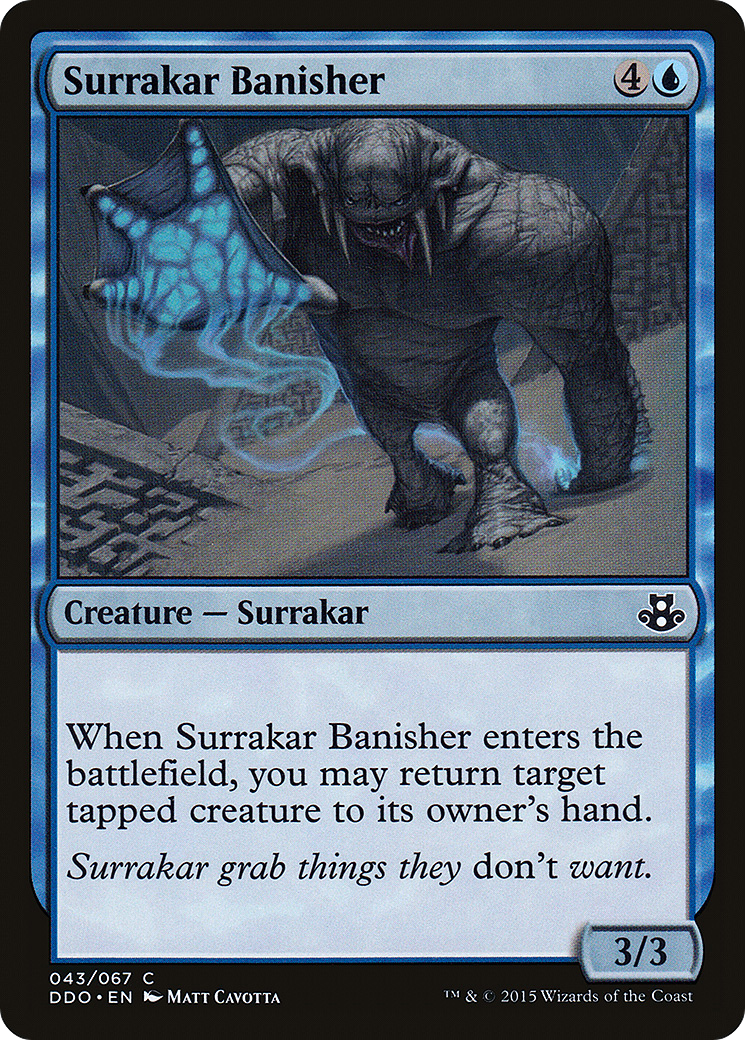 Surrakar Banisher 4
Creature — Surrakar
When Surrakar Banisher enters the
battlefield, you may return target
tapped creature to its owner's hand.
Surrakar grab things they don't want.
3/3
043/067 C
DDO • EN Matt Cavotta
™ & © 2015 Wizards of the Coast